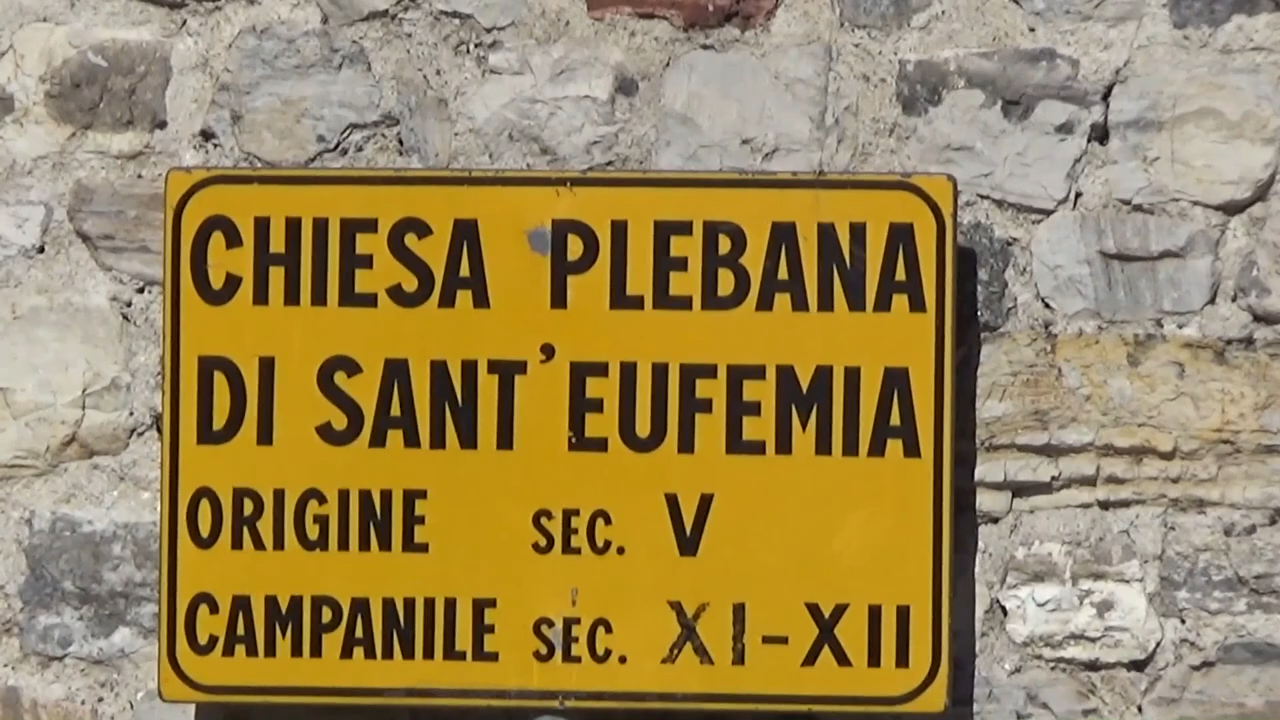 CHIESA PLEBANA
DI SANT'EUFEMIA
ORIGINE SEC. V
CAMPANILE SEC. XI-XII